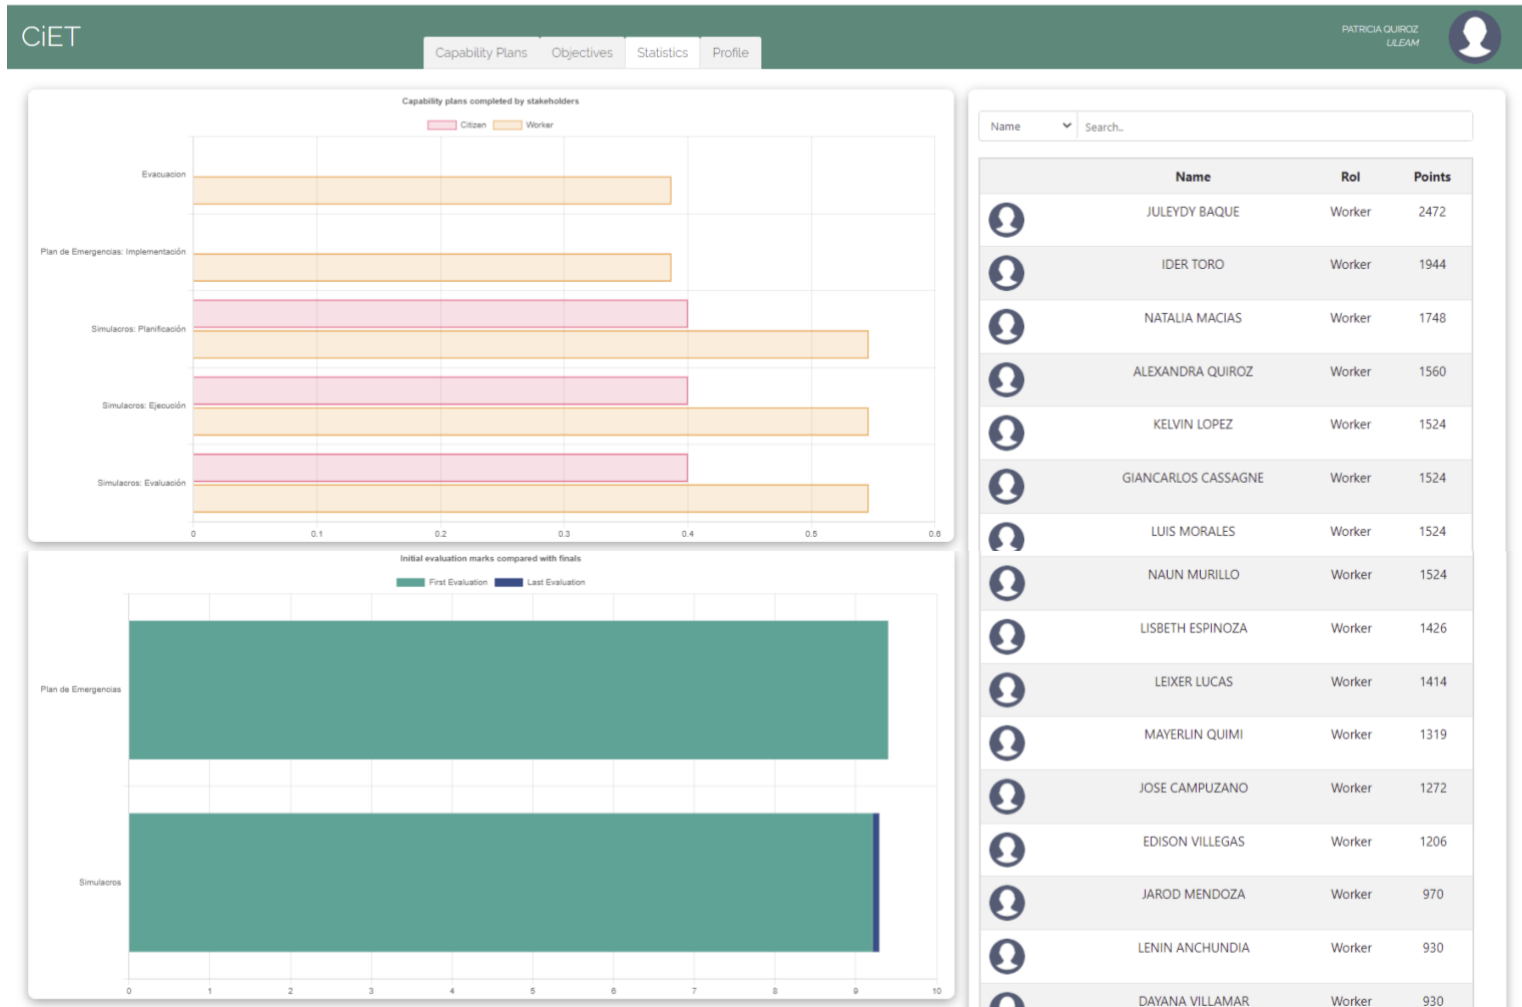 CiET
Capability Plans
Objectives
Statistics
Profile
PATRICIA QUIROZ
ULEAM
Capability plans completed by stakeholders
Citizen
Worker
Evacuacion
Plan de Emergencias: Implementación
Simulacros: Planificación
Simulacros: Ejecución
Simulacros: Evaluación
0 0.1 0.2 0.3 0.4 0.5 0.6
Initial evaluation marks compared with finals
First Evaluation
Last Evaluation
Plan de Emergencias
Simulacros
0 1 2 3 4 5 6 7 8 9 10
Name
Search..
Name Rol Points
JULEYDY BAQUE Worker 2472
IDER TORO Worker 1944
NATALIA MACIAS Worker 1748
ALEXANDRA QUIROZ Worker 1560
KELVIN LOPEZ Worker 1524
GIANCARLOS CASSAGNE Worker 1524
LUIS MORALES Worker 1524
NAUN MURILLO Worker 1524
LISBETH ESPINOZA Worker 1426
LEIXER LUCAS Worker 1414
MAYERLIN QUIMI Worker 1319
JOSE CAMPUZANO Worker 1272
EDISON VILLEGAS Worker 1206
JAROD MENDOZA Worker 970
LENIN ANCHUNDIA Worker 930
DAYANA VILLAMAR Worker 930